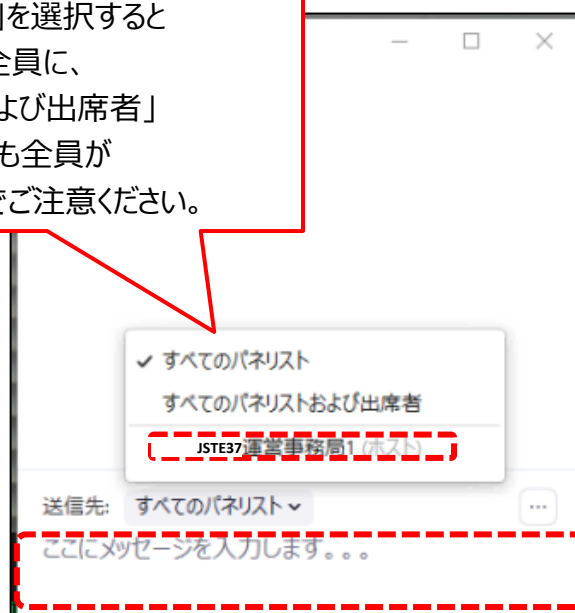 」を選択すると
全員に、
よび出席者」
も全員が
でご注意ください。
すべてのパネリスト
すべてのパネリストおよび出席者
JSTE37運営事務局1 (ホスト)
送信先: すべてのパネリスト
ここにメッセージを入力します。。。